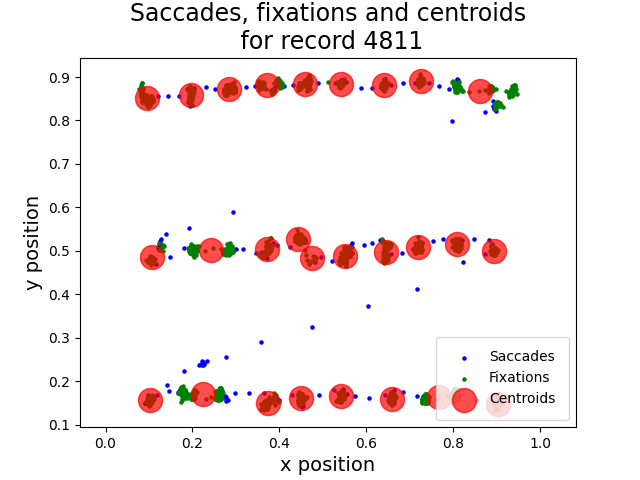 Saccades, fixations and centroids
for record 4811
0.9
0.8
0.7
0.6
0.5
0.4
0.3
0.2
0.1
y position
Saccades
Fixations
Centroids
0.0 0.2 0.4 0.6 0.8 1.0
x position